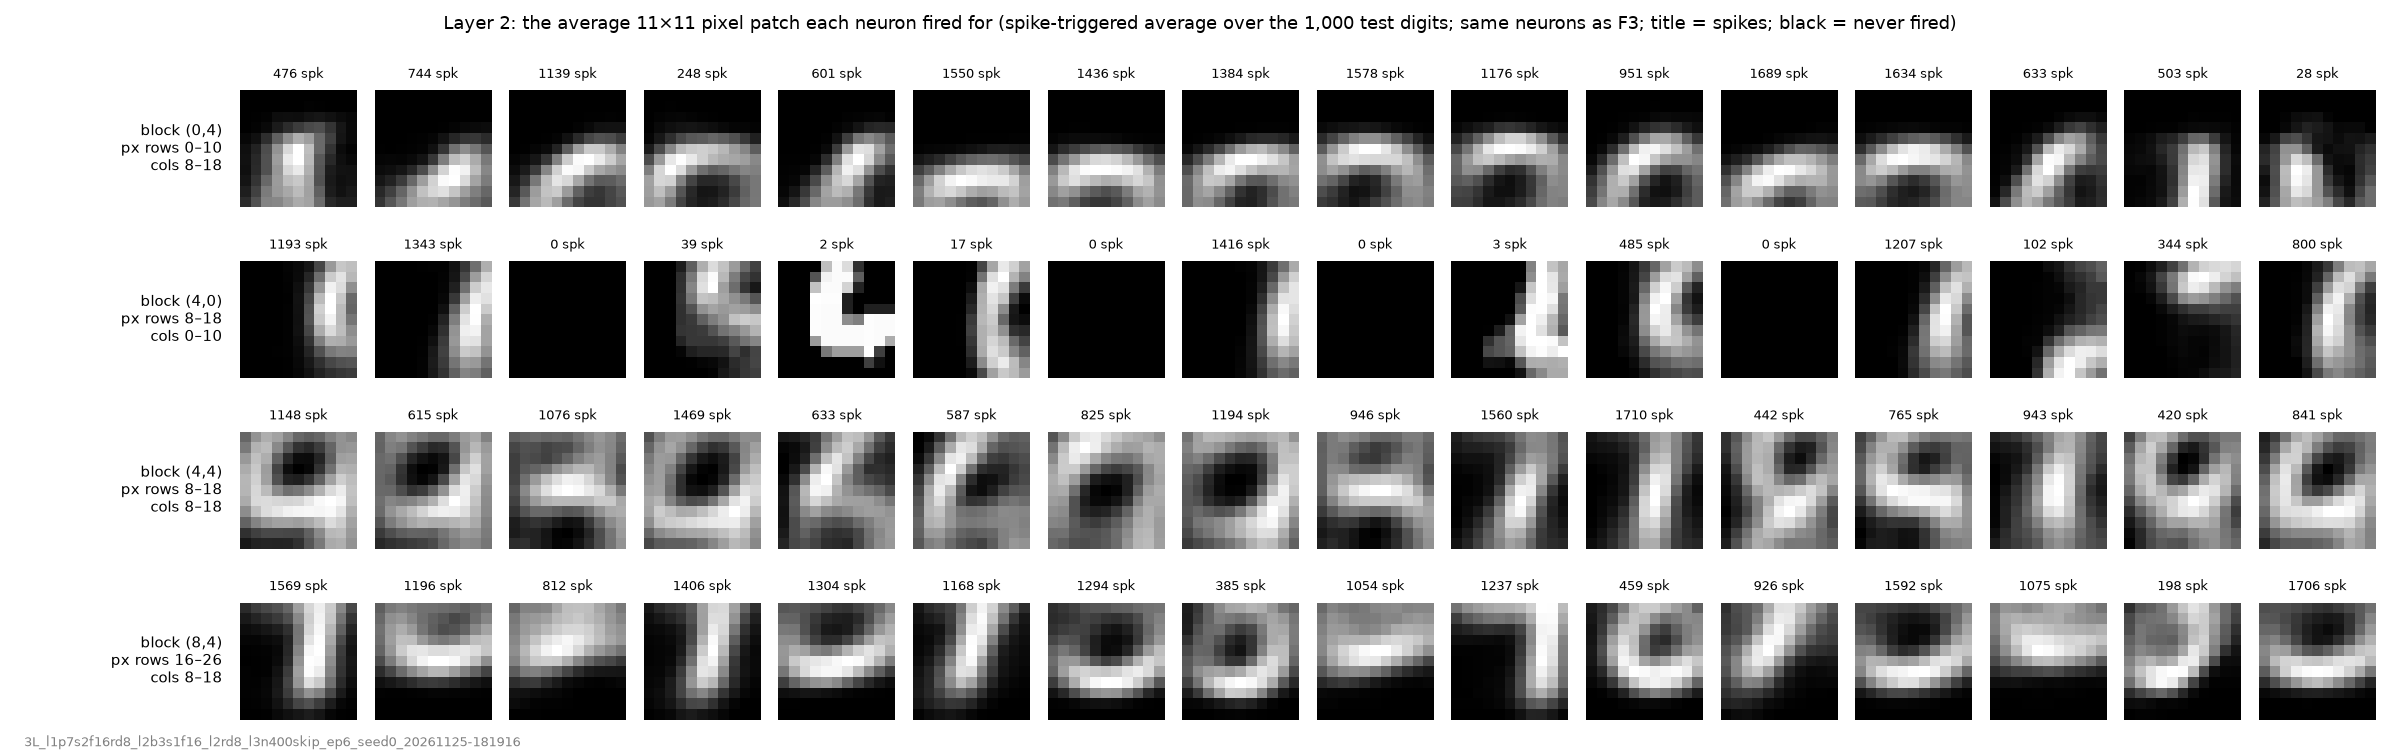 Layer 2: the average 11×11 pixel patch each neuron fired for (spike-triggered average over the 1,000 test digits; same neurons as F3; title = spikes; black = never fired)
476 spk 744 spk 1139 spk 248 spk 601 spk 1550 spk 1436 spk 1384 spk 1578 spk 1176 spk 951 spk 1689 spk 1634 spk 633 spk 503 spk 28 spk
block (0,4)
px rows 0–10
cols 8–18
1193 spk 1343 spk 0 spk 39 spk 2 spk 17 spk 0 spk 1416 spk 0 spk 3 spk 485 spk 0 spk 1207 spk 102 spk 344 spk 800 spk
block (4,0)
px rows 8–18
cols 0–10
1148 spk 615 spk 1076 spk 1469 spk 633 spk 587 spk 825 spk 1194 spk 946 spk 1560 spk 1710 spk 442 spk 765 spk 943 spk 420 spk 841 spk
block (4,4)
px rows 8–18
cols 8–18
1569 spk 1196 spk 812 spk 1406 spk 1304 spk 1168 spk 1294 spk 385 spk 1054 spk 1237 spk 459 spk 926 spk 1592 spk 1075 spk 198 spk 1706 spk
block (8,4)
px rows 16–26
cols 8–18
3L_l1p7s2f16rd8_l2b3s1f16_l2rd8_l3n400skip_ep6_seed0_20261125-181916